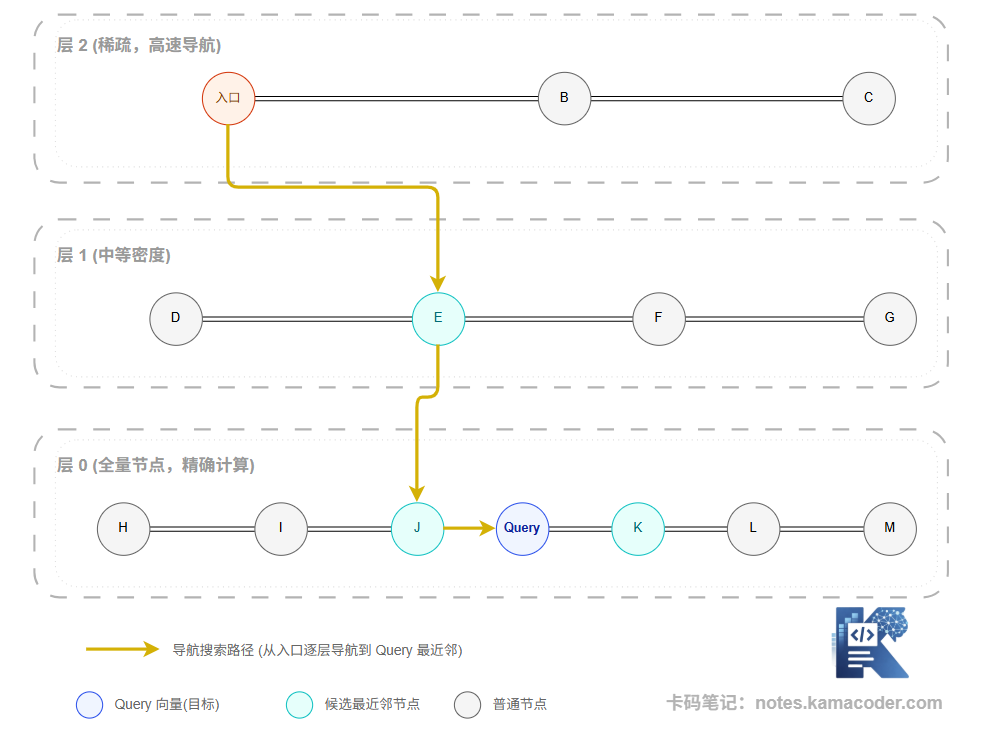 层 2 (稀疏，高速导航)
入口
B
C
层 1 (中等密度)
D
E
F
G
层 0 (全量节点，精确计算)
H
I
J
Query
K
L
M
导航搜索路径 (从入口逐层导航到 Query 最近邻)
Query 向量(目标)
候选最近邻节点
普通节点
</>
卡码笔记：notes.kamacoder.com